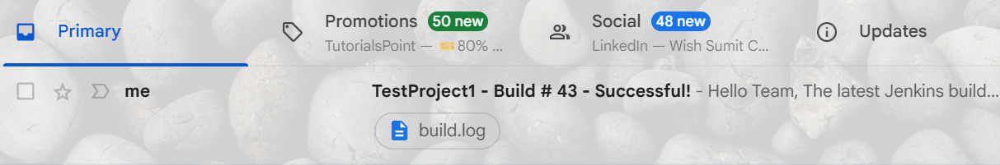 Primary
Promotions 50 new
TutorialsPoint — 🎫 80% ...
Social 48 new
LinkedIn — Wish Sumit C...
Updates
me TestProject1 - Build # 43 - Successful! - Hello Team, The latest Jenkins build...
build.log